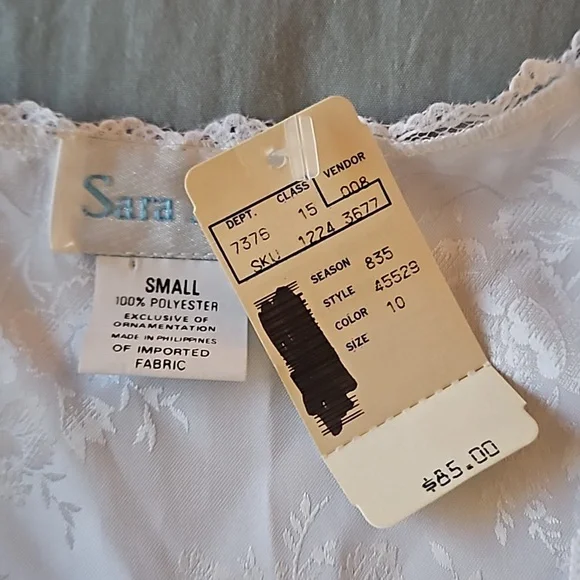 Sara
SMALL
100% POLYESTER
EXCLUSIVE OF
ORNAMENTATION
MADE IN PHILIPPINES
OF IMPORTED
FABRIC
DEPT. CLASS VENDOR
7376 15 008
SKU 1224 3677
SEASON 835
STYLE 45529
COLOR 10
SIZE
$85.00